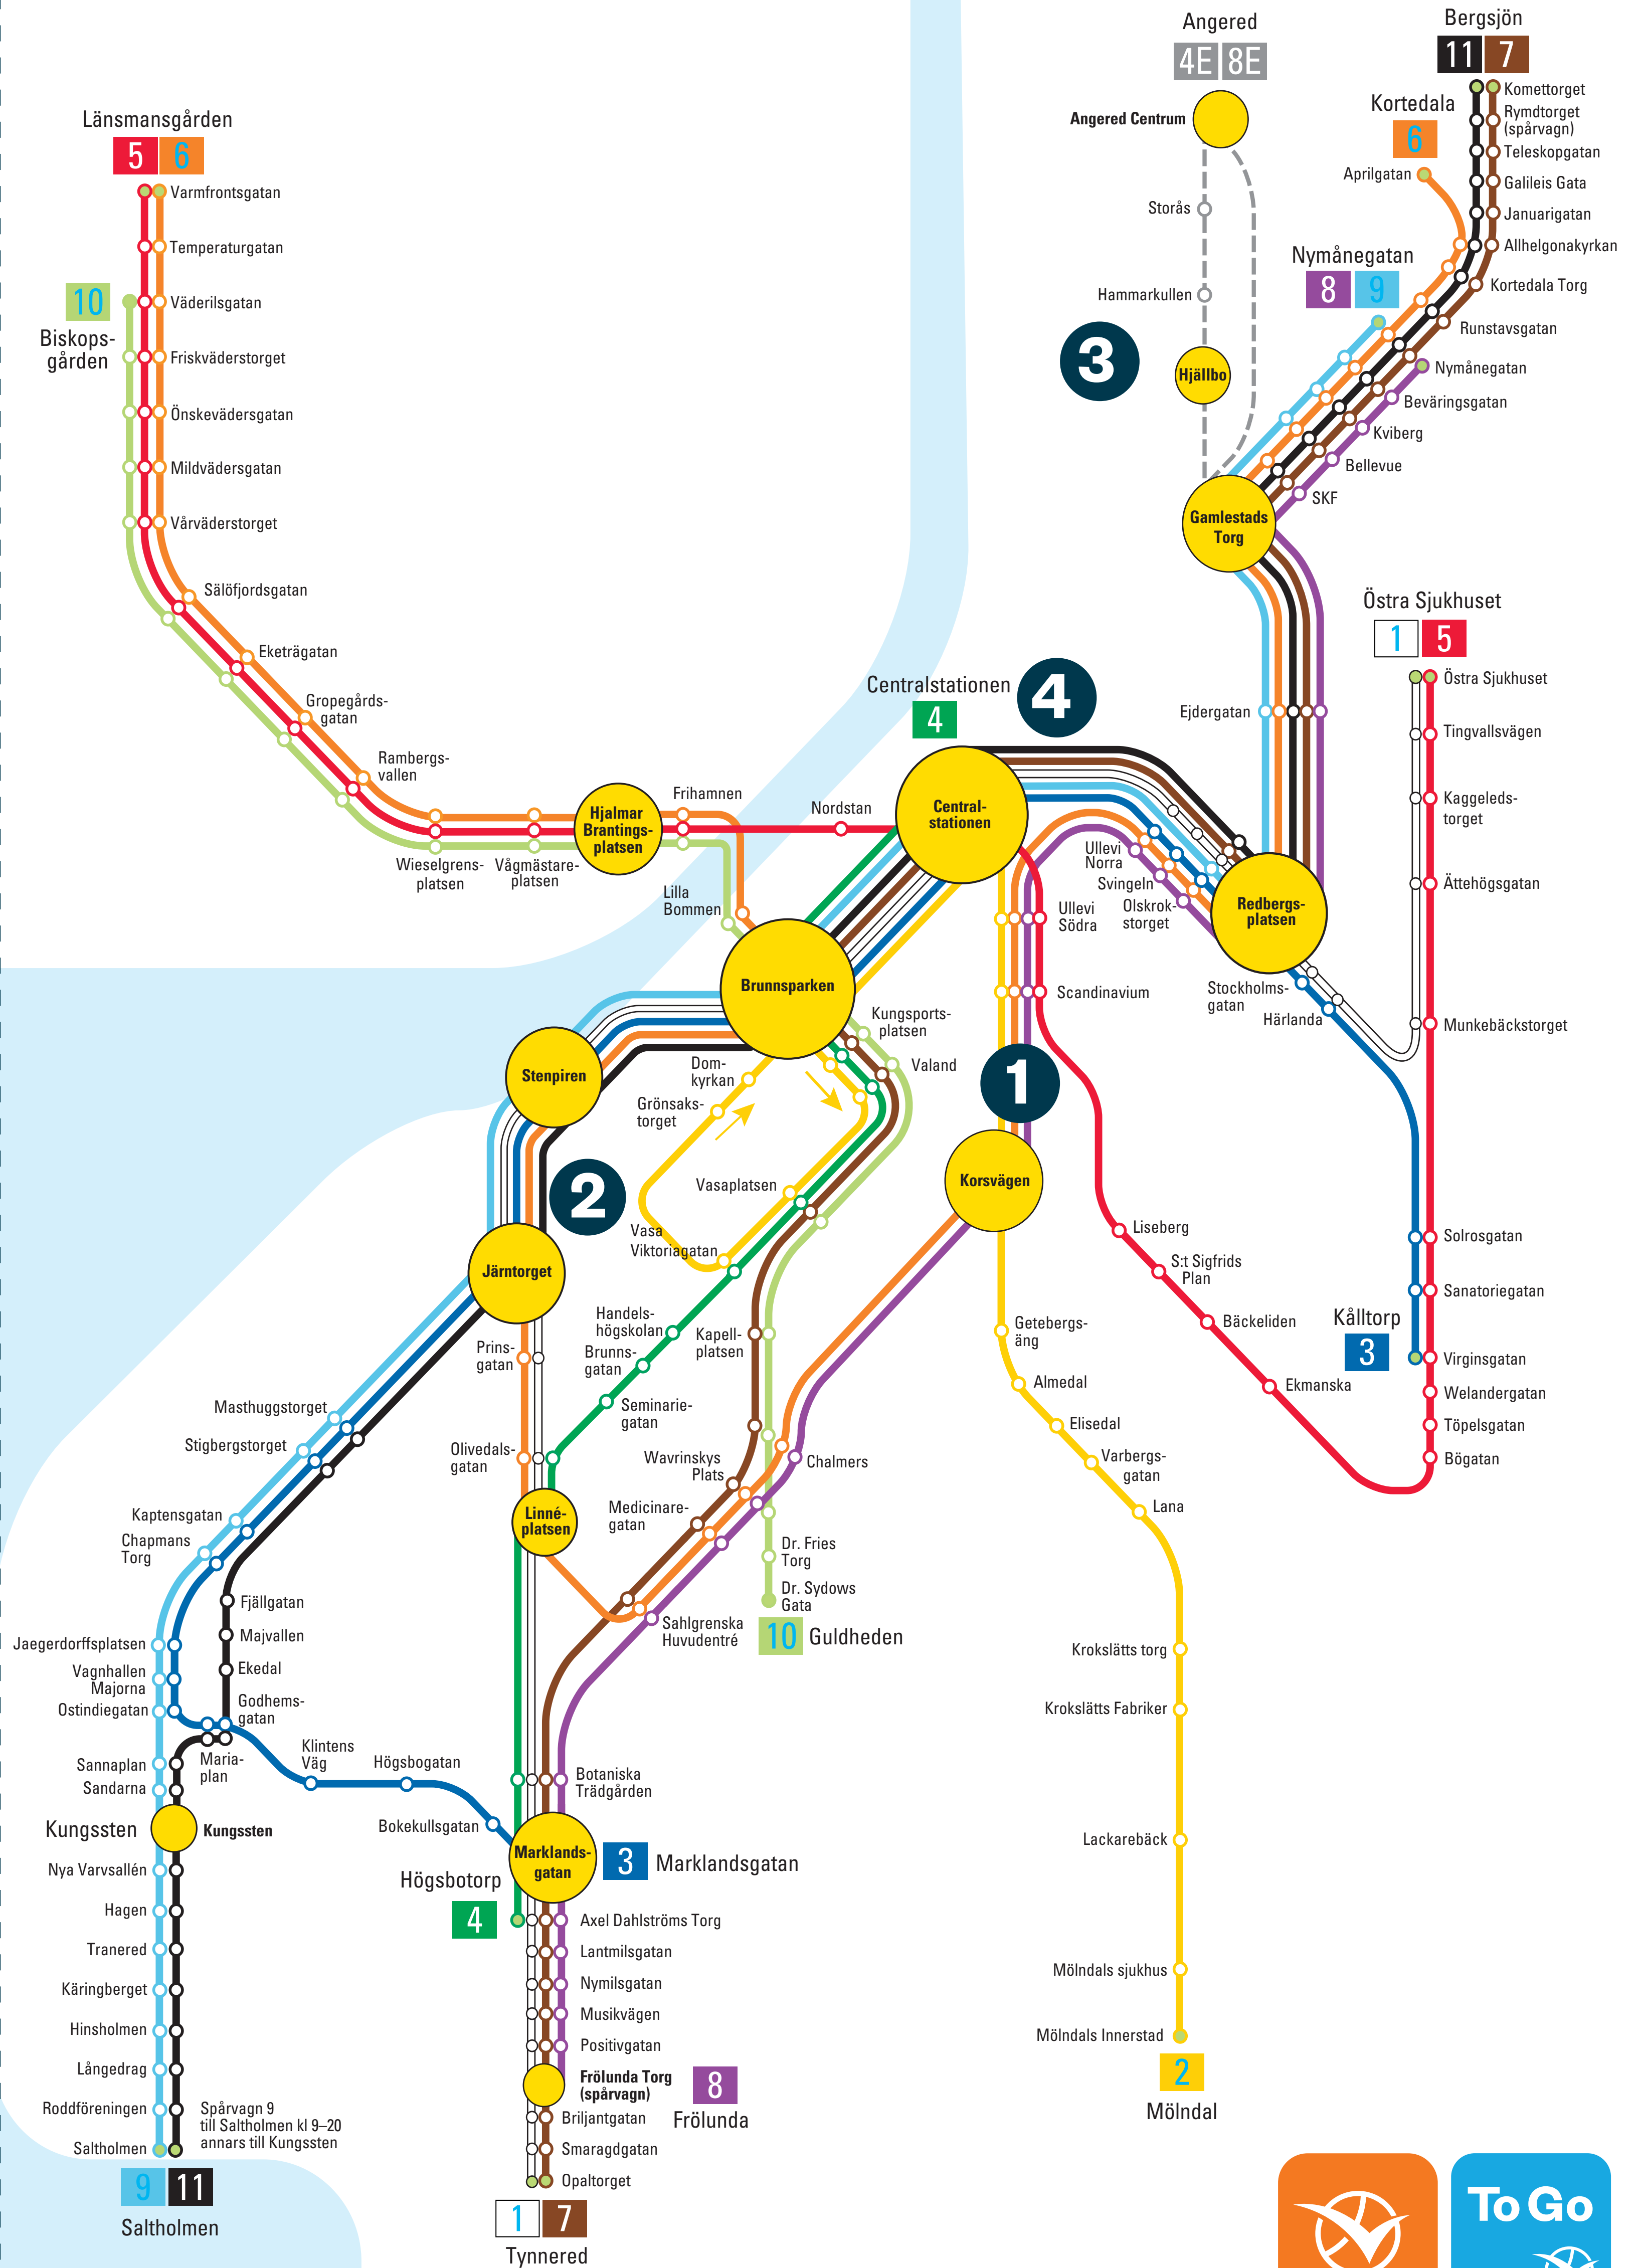 Länsmansgården
5 6
Varmfrontsgatan
Temperaturgatan
10
Väderilsgatan
Biskops-
gården
Friskväderstorget
Önskevädersgatan
Mildvädersgatan
Vårväderstorget
Sälöfjordsgatan
Eketrägatan
Gropegårds-
gatan
Rambergs-
vallen
Wieselgrens-
platsen
Vågmästare-
platsen
Hjalmar
Brantings-
platsen
Frihamnen
Nordstan
Lilla
Bommen
Angered
4E 8E
Angered Centrum
Storås
Hammarkullen
3
Hjällbo
Bergsjön
11 7
Komettorget
Rymdtorget
(spårvagn)
Teleskopgatan
Galileis Gata
Januarigatan
Allhelgonakyrkan
Kortedala Torg
Runstavsgatan
Kortedala
6
Aprilgatan
Nymånegatan
8 9
Nymånegatan
Beväringsgatan
Kviberg
Bellevue
SKF
Gamlestads
Torg
Ejdergatan
Östra Sjukhuset
1 5
Östra Sjukhuset
Tingvallsvägen
Kaggeleds-
torget
Ättehögsgatan
Munkebäckstorget
Solrosgatan
Sanatoriegatan
Virginsgatan
Welandergatan
Töpelsgatan
Bögatan
Kålltorp
3
Centralstationen
4
4
Central-
stationen
Ullevi
Norra
Svingeln
Olskroks-
torget
Redbergs-
platsen
Stockholms-
gatan
Härlanda
Ullevi
Södra
Scandinavium
1
Korsvägen
Liseberg
S:t Sigfrids
Plan
Bäckeliden
Ekmanska
Brunnsparken
Kungsports-
platsen
Valand
Dom-
kyrkan
Grönsaks-
torget
Stenpiren
2
Vasaplatsen
Vasa
Viktoriagatan
Järntorget
Handels-
högskolan
Brunns-
gatan
Seminarie-
gatan
Kapell-
platsen
Prins-
gatan
Olivedals-
gatan
Linné-
platsen
Wavrinskys
Plats
Medicinare-
gatan
Chalmers
Dr. Fries
Torg
Dr. Sydows
Gata
10 Guldheden
Sahlgrenska
Huvudentré
Getebergs-
äng
Almedal
Elisedal
Varbergs-
gatan
Lana
Krokslätts torg
Krokslätts Fabriker
Lackarebäck
Mölndals sjukhus
Mölndals Innerstad
2
Mölndal
Masthuggstorget
Stigbergstorget
Kaptensgatan
Chapmans
Torg
Fjällgatan
Majvallen
Ekedal
Godhems-
gatan
Jaegerdorffsplatsen
Vagnhallen
Majorna
Ostindiegatan
Maria-
plan
Klintens
Väg
Högsbogatan
Bokekullsgatan
Sannaplan
Sandarna
Kungssten
Kungssten
Nya Varvsallén
Hagen
Tranered
Käringberget
Hinsholmen
Långedrag
Roddföreningen
Saltholmen
Spårvagn 9
till Saltholmen kl 9–20
annars till Kungssten
9 11
Saltholmen
Botaniska
Trädgården
Marklands-
gatan
3 Marklandsgatan
Högsbotorp
4
Axel Dahlströms Torg
Lantmilsgatan
Nymilsgatan
Musikvägen
Positivgatan
Frölunda Torg
(spårvagn)
8
Frölunda
Briljantgatan
Smaragdgatan
Opaltorget
1 7
Tynnered
To Go